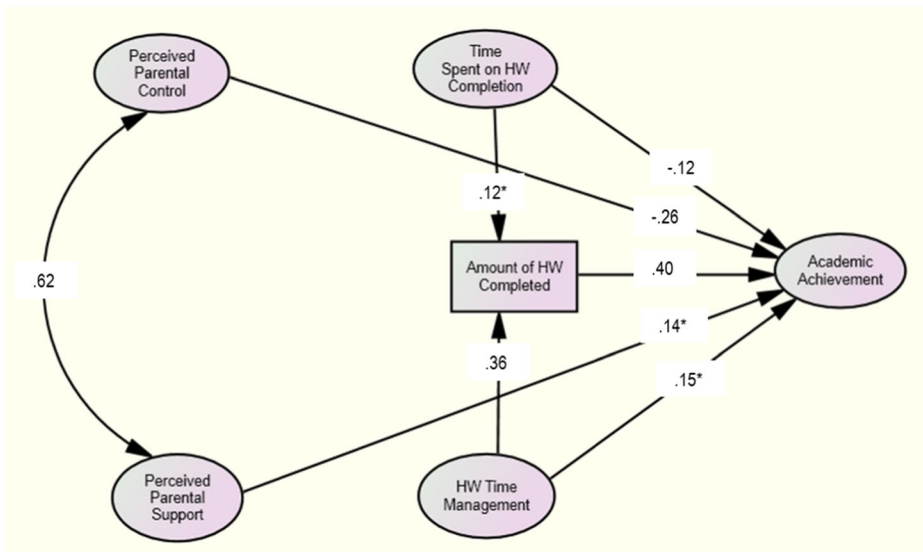 Perceived
Parental
Control
Time
Spent on HW
Completion
-.12
.12*
-.26
Amount of HW
Completed
.40
Academic
Achievement
.62
.14*
.36
.15*
Perceived
Parental
Support
HW Time
Management